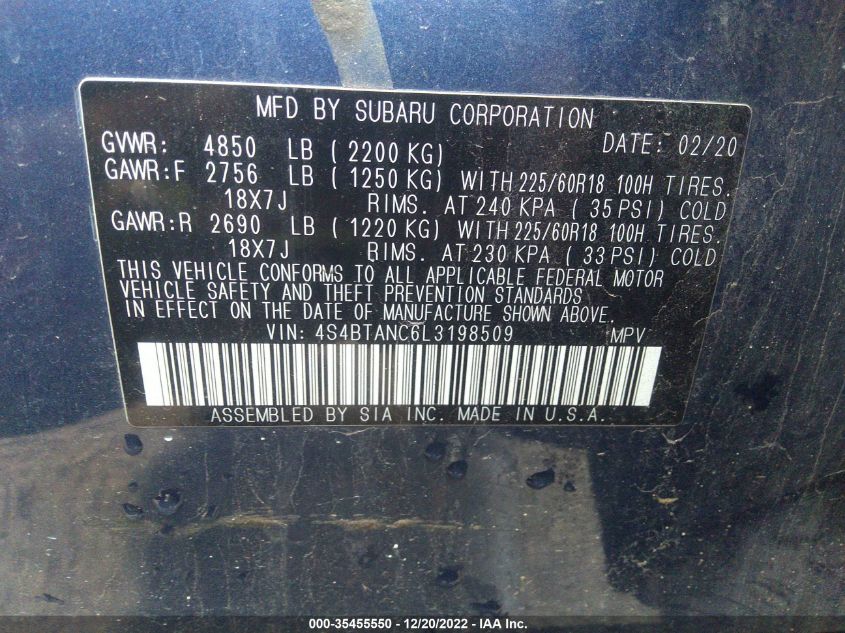 MFD BY SUBARU CORPORATION
GVWR: 4850 LB ( 2200 KG) DATE: 02/20
GAWR:F 2756 LB ( 1250 KG) WITH 225/60R18 100H TIRES.
18X7J RIMS. AT 240 KPA ( 35 PSI) COLD
GAWR:R 2690 LB ( 1220 KG) WITH 225/60R18 100H TIRES.
18X7J RIMS. AT 230 KPA ( 33 PSI) COLD
THIS VEHICLE CONFORMS TO ALL APPLICABLE FEDERAL MOTOR
VEHICLE SAFETY AND THEFT PREVENTION STANDARDS
IN EFFECT ON THE DATE OF MANUFACTURE SHOWN ABOVE.
VIN: 4S4BTANC6L3198509 MPV
ASSEMBLED BY SIA INC. MADE IN U.S.A.
000-35455550 - 12/20/2022 - IAA Inc.